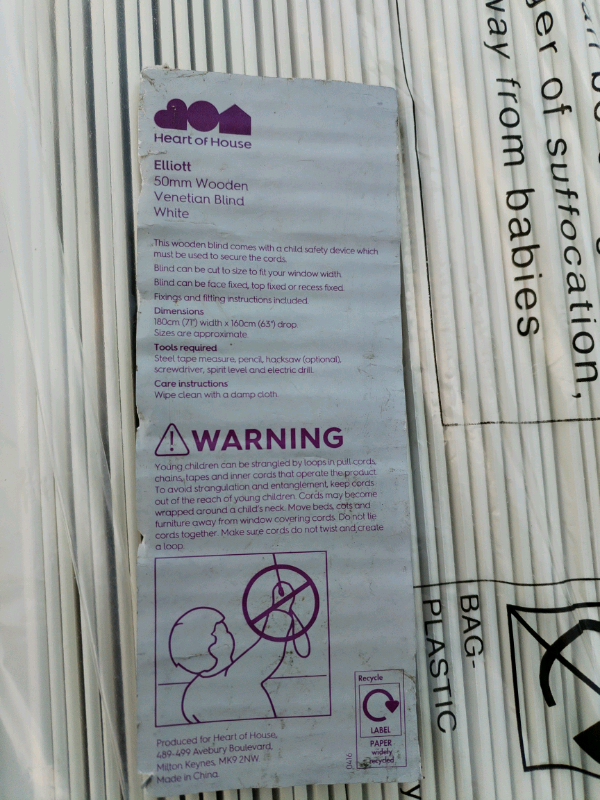 Heart of House
Elliott
50mm Wooden
Venetian Blind
White
This wooden blind comes with a child safety device which
must be used to secure the cords.
Blind can be cut to size to fit your window width.
Blind can be face fixed, top fixed or recess fixed.
Fixings and fitting instructions included.
Dimensions
180cm (71") width x 160cm (63") drop.
Sizes are approximate.
Tools required
Steel tape measure, pencil, hacksaw (optional),
screwdriver, spirit level and electric drill.
Care instructions
Wipe clean with a damp cloth.
WARNING
Young children can be strangled by loops in pull cords,
chains, tapes and inner cords that operate the product.
To avoid strangulation and entanglement, keep cords
out of the reach of young children. Cords may become
wrapped around a child's neck. Move beds, cots and
furniture away from window covering cords. Do not tie
cords together. Make sure cords do not twist and create
a loop.
Produced for Heart of House,
489-499 Avebury Boulevard,
Milton Keynes, MK9 2NW
Made in China.
Recycle
LABEL
PAPER
widely
recycled
ger of suffocation,
way from babies
BAG-
PLASTIC